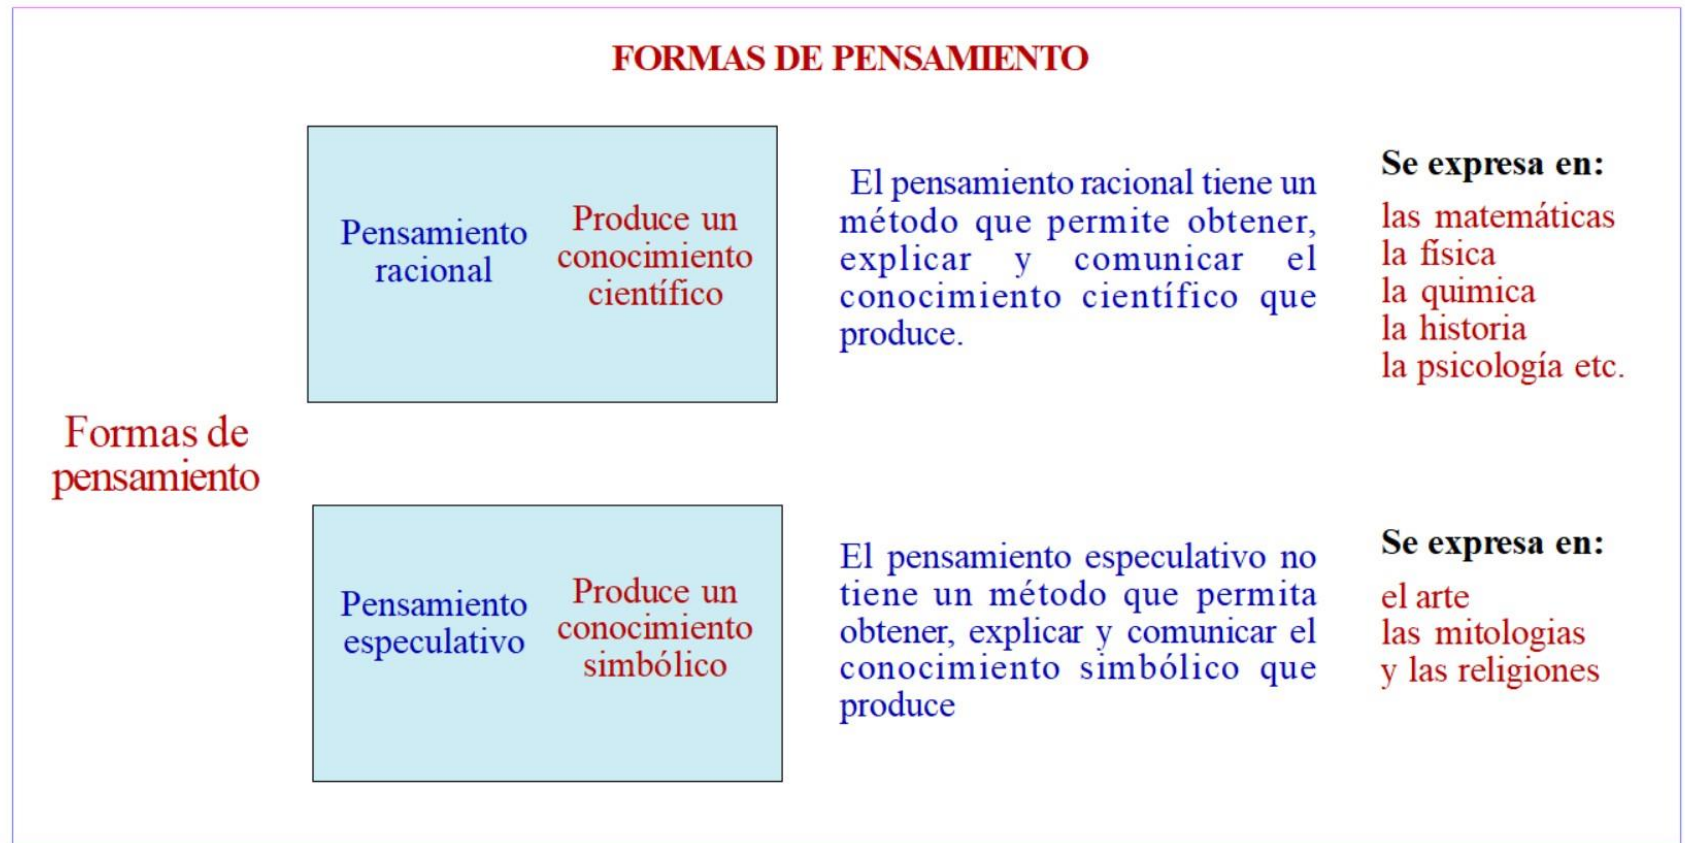 FORMAS DE PENSAMIENTO
Formas de
pensamiento
Pensamiento
racional
Produce un
conocimiento
científico
El pensamiento racional tiene un
método que permite obtener,
explicar y comunicar el
conocimiento científico que
produce.
Se expresa en:
las matemáticas
la física
la quimica
la historia
la psicología etc.
Pensamiento
especulativo
Produce un
conocimiento
simbólico
El pensamiento especulativo no
tiene un método que permita
obtener, explicar y comunicar el
conocimiento simbólico que
produce
Se expresa en:
el arte
las mitologias
y las religiones